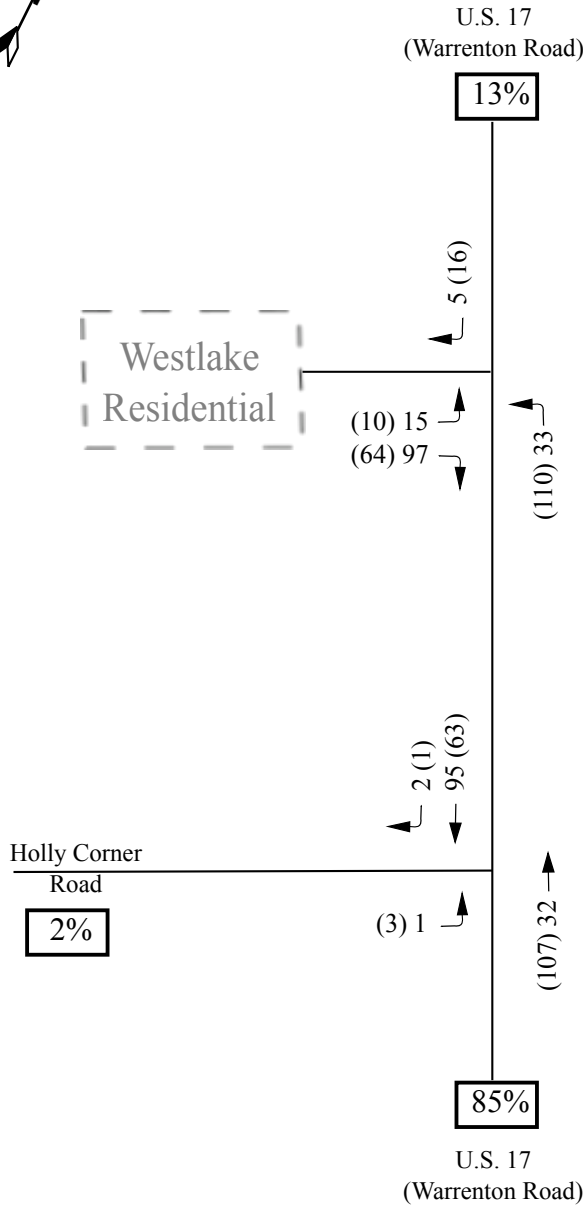 U.S. 17
(Warrenton Road)
13%
5 (16)
Westlake
Residential
(10) 15
(64) 97
(110) 33
2 (1)
95 (63)
Holly Corner
Road
2%
(3) 1
(107) 32
85%
U.S. 17
(Warrenton Road)